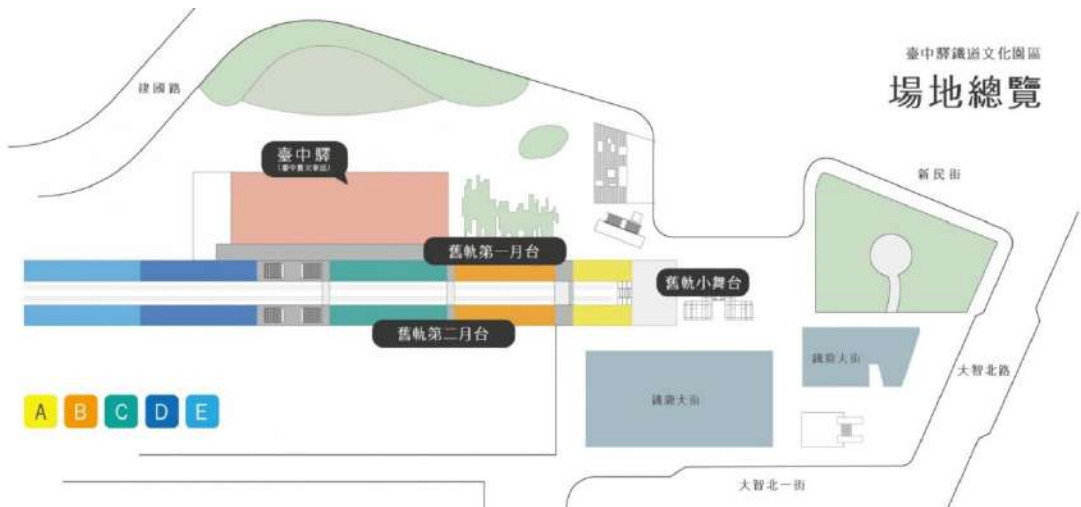 臺中驛鐵道文化園區
場地總覽
建國路
臺中驛
新民街
舊軌第一月台
舊軌小舞台
舊軌第二月台
鐵鹿大街
大智北路
A B C D E
鐵鹿大街
大智北一街